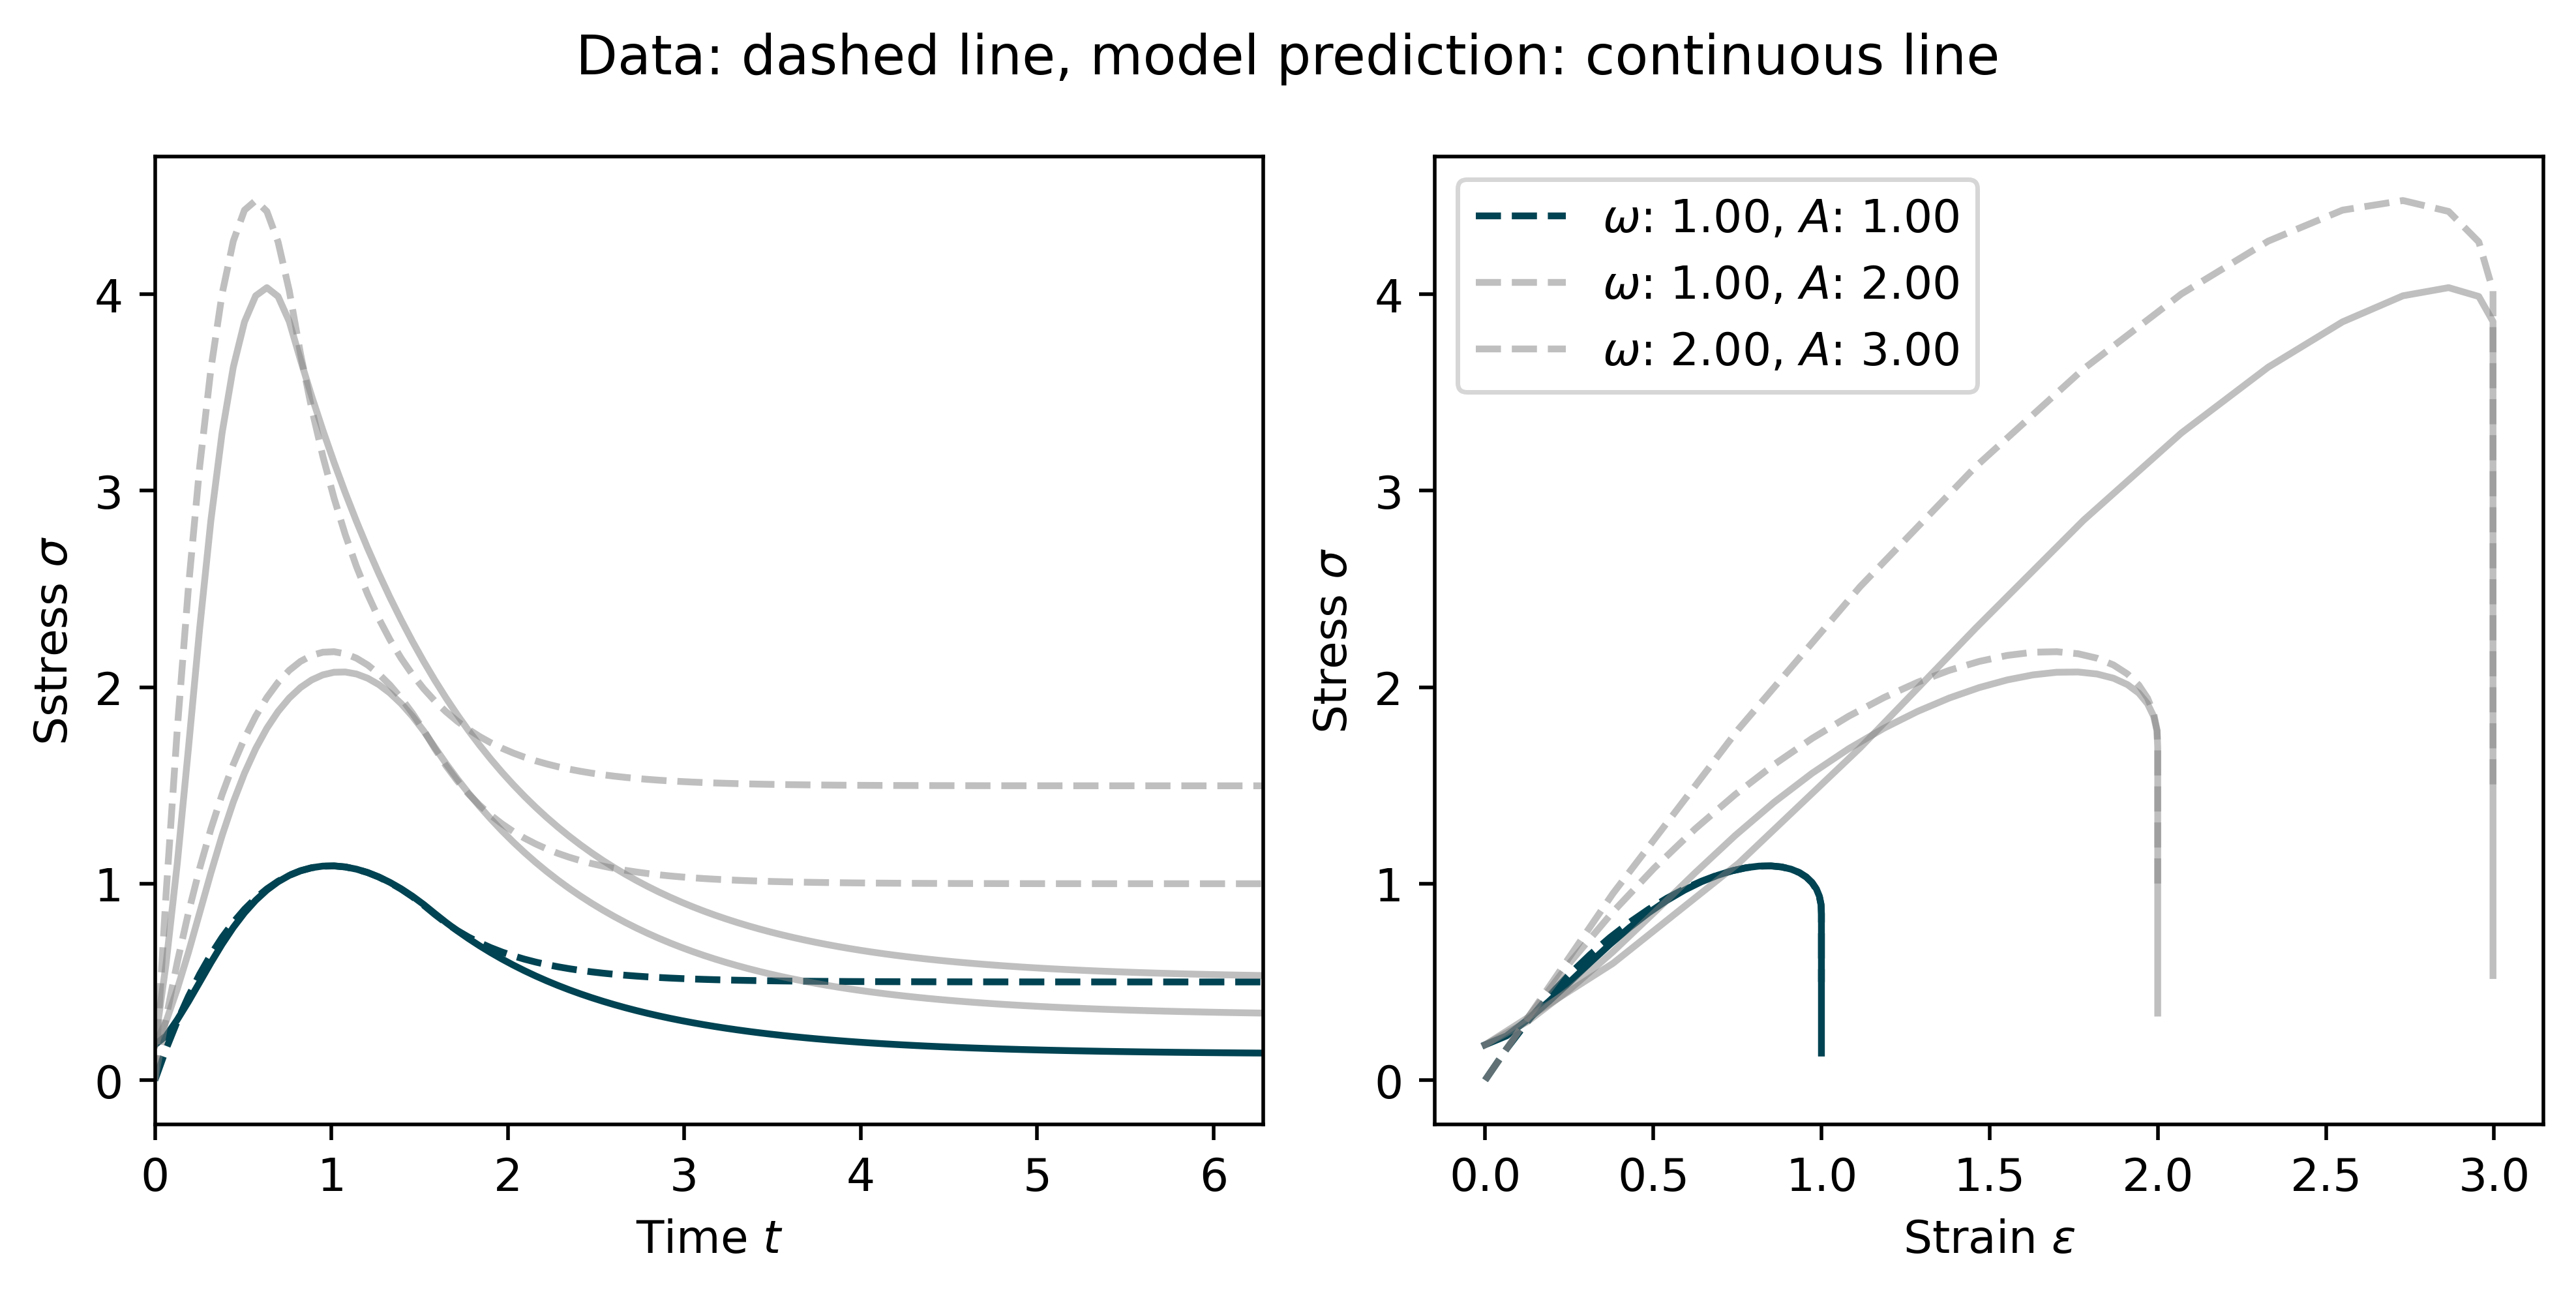 Data: dashed line, model prediction: continuous line
Sstress σ
4
3
2
1
0
0 1 2 3 4 5 6
Time t
Stress σ
4
3
2
1
0
ω: 1.00, A: 1.00
ω: 1.00, A: 2.00
ω: 2.00, A: 3.00
0.0 0.5 1.0 1.5 2.0 2.5 3.0
Strain ε